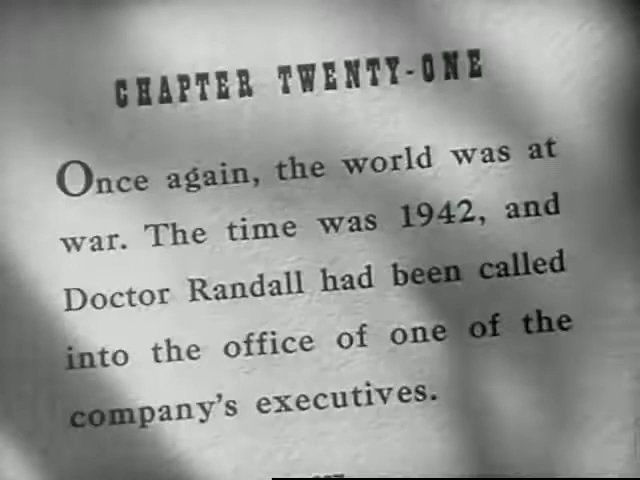 CHAPTER TWENTY-ONE
Once again, the world was at
war. The time was 1942, and
Doctor Randall had been called
into the office of one of the
company's executives.